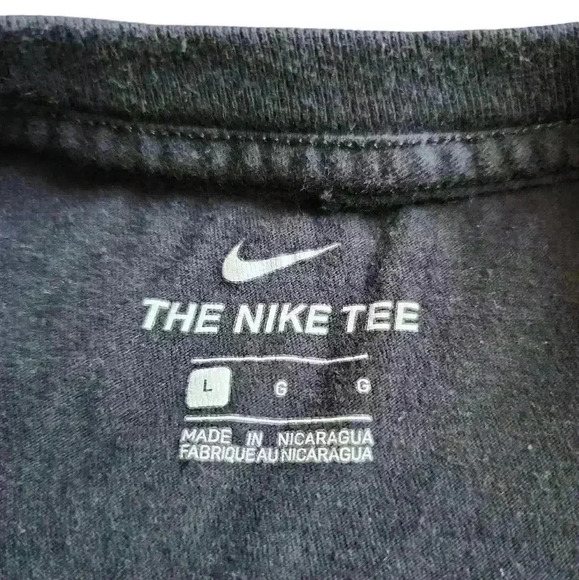 THE NIKE TEE
L G G
MADE IN NICARAGUA
FABRIQUE AU NICARAGUA